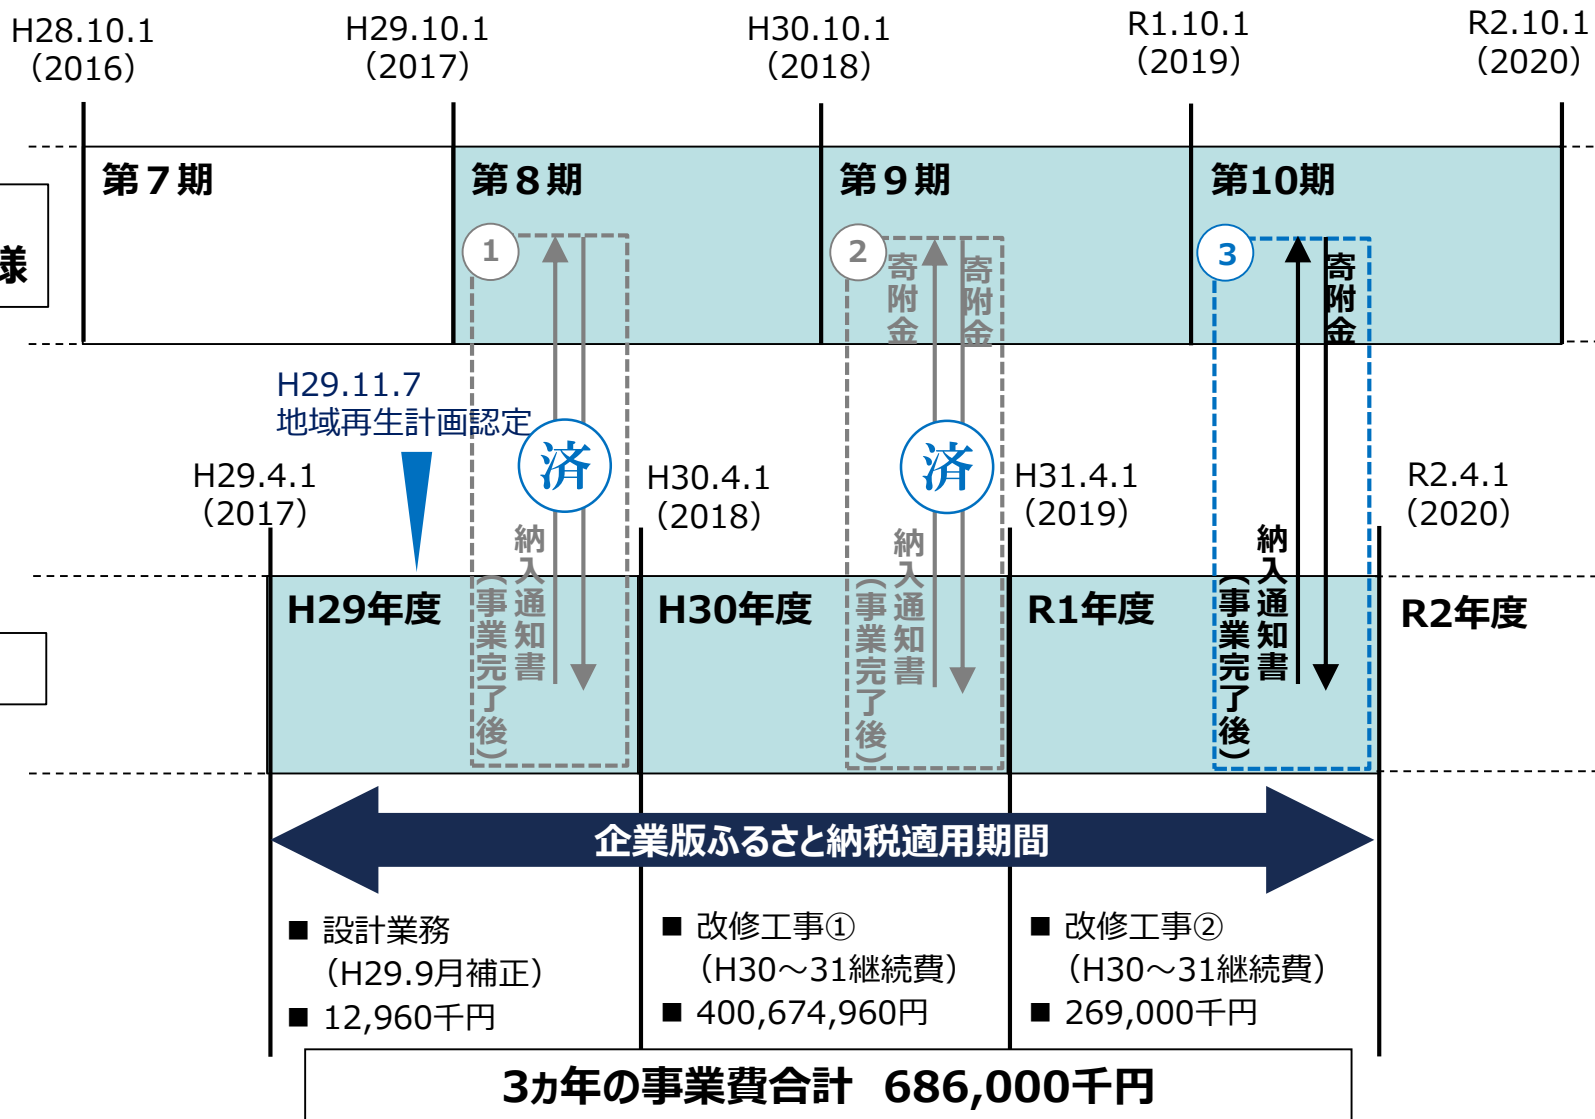 H28.10.1
（2016）
H29.10.1
（2017）
H30.10.1
（2018）
R1.10.1
（2019）
R2.10.1
（2020）
第７期
第８期
第９期
第10期
様
1
2
3
寄附金
寄附金
寄附金
H29.11.7
地域再生計画認定
済
済
H29.4.1
（2017）
H30.4.1
（2018）
H31.4.1
（2019）
R2.4.1
（2020）
納入通知書
（事業完了後）
納入通知書
（事業完了後）
納入通知書
（事業完了後）
H29年度
H30年度
R1年度
R2年度
企業版ふるさと納税適用期間
■ 設計業務
（H29.9月補正）
■ 12,960千円
■ 改修工事①
（H30～31継続費）
■ 400,674,960円
■ 改修工事②
（H30～31継続費）
■ 269,000千円
3ヵ年の事業費合計 686,000千円